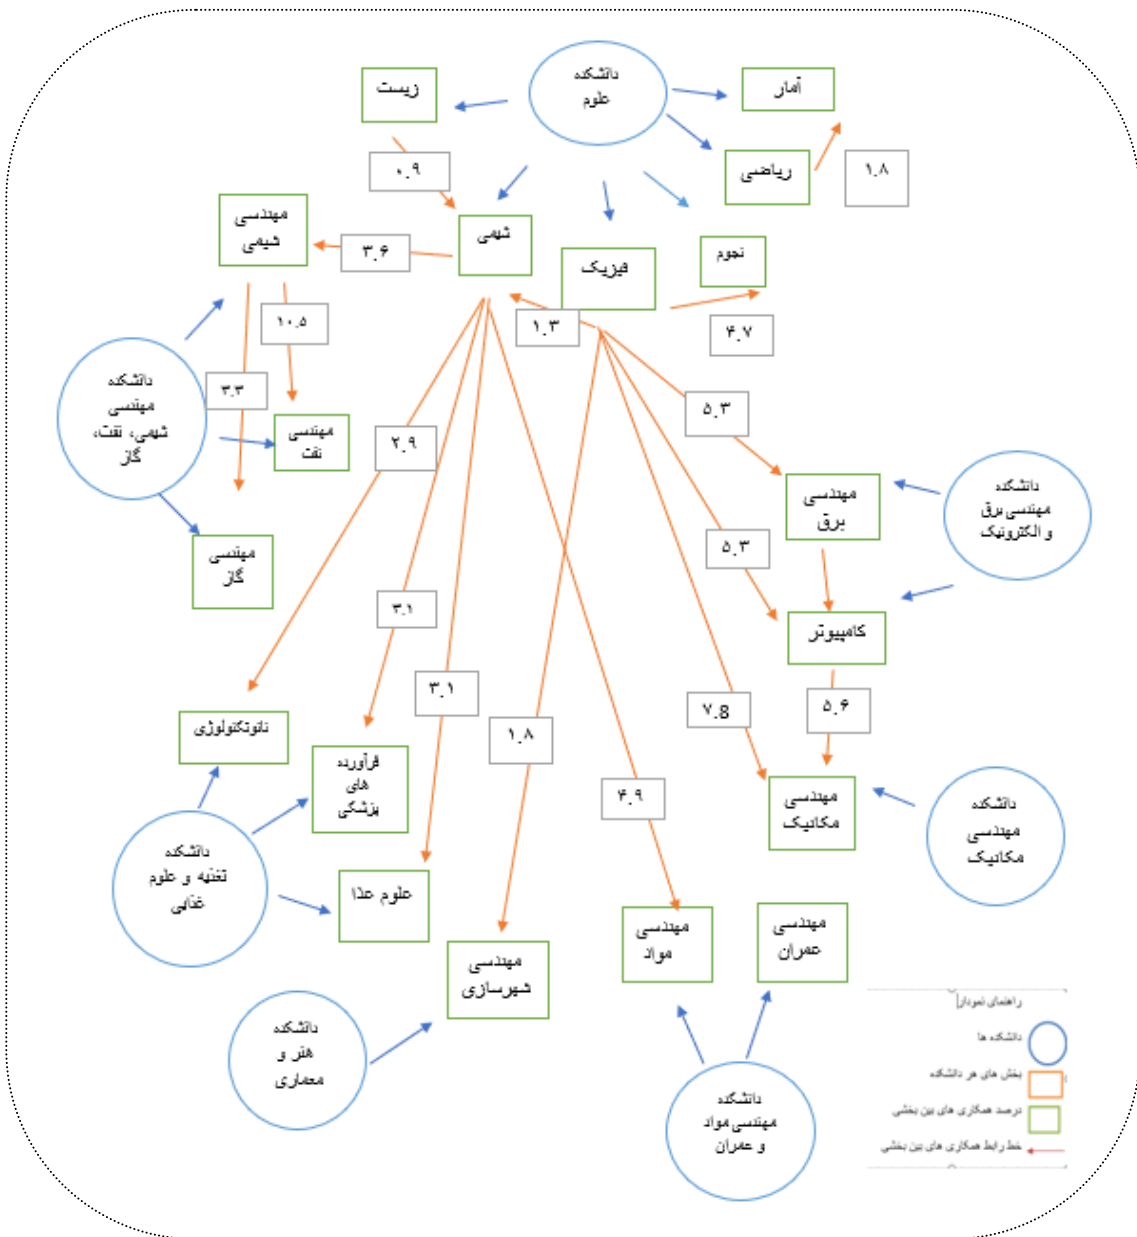 دانشکده
علوم
زیست
آمار
ریاضی
۰.۹
۱.۸
مهندسی
شیمی
شیمی
۳.۶
فیزیک
نجوم
۱.۳
۴.۷
۱۰.۵
۳.۳
دانشکده
مهندسی
شیمی، نفت،
گاز
مهندسی
نفت
۲.۹
۵.۳
مهندسی
برق
دانشکده
مهندسی برق
و الکترونیک
مهندسی
گاز
۵.۳
۳.۱
کامپیوتر
۳.۱
۱.۸
۷.8
۵.۶
نانوتکنولوژی
فرآورده
های
پزشکی
۴.۹
مهندسی
مکانیک
دانشکده
مهندسی
مکانیک
دانشکده
تغذیه و علوم
غذایی
علوم غذا
مهندسی
شهرسازی
مهندسی
مواد
مهندسی
عمران
دانشکده
هنر و
معماری
دانشکده
مهندسی مواد
و عمران
راهنمای نمودار
دانشکده ها
بخش های هر دانشکده
درصد همکاری های بین بخشی
خط رابط همکاری های بین بخشی